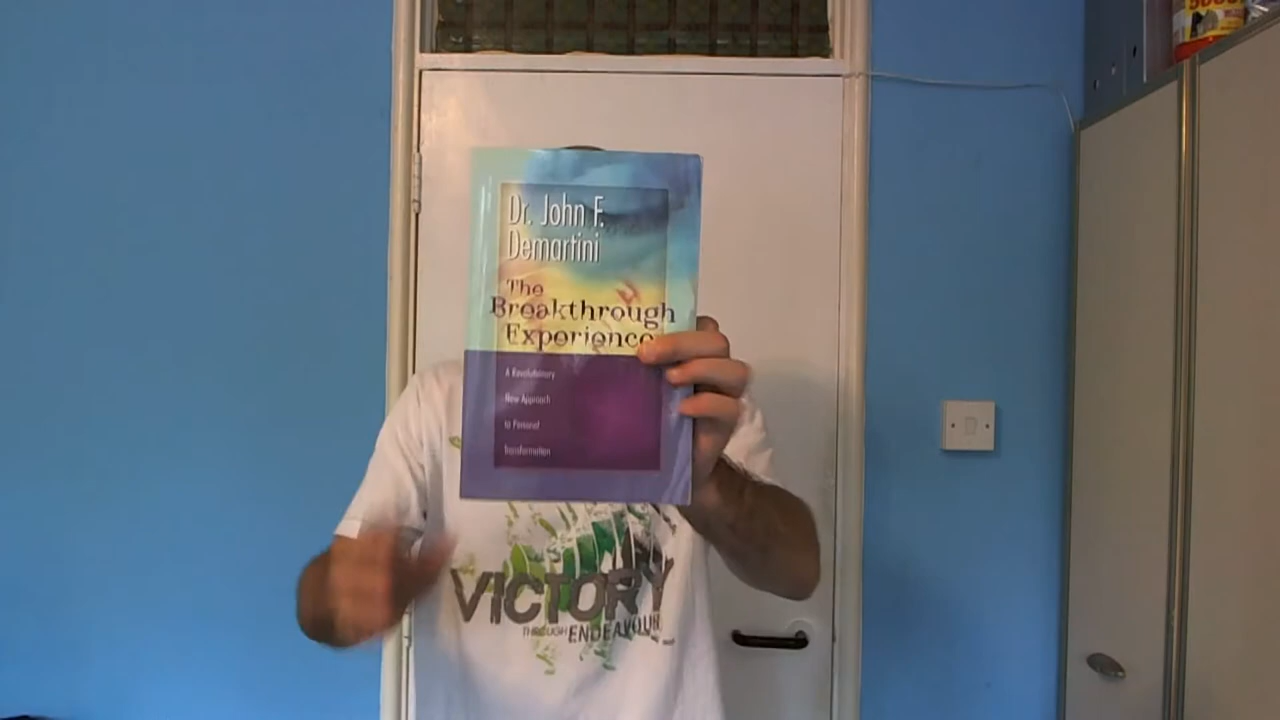 Dr. John F.
Demartini
The
Breakthrough
Experience
A Revolutionary
New Approach
to Personal
Transformation
VICTORY
THROUGH ENDEAVOUR